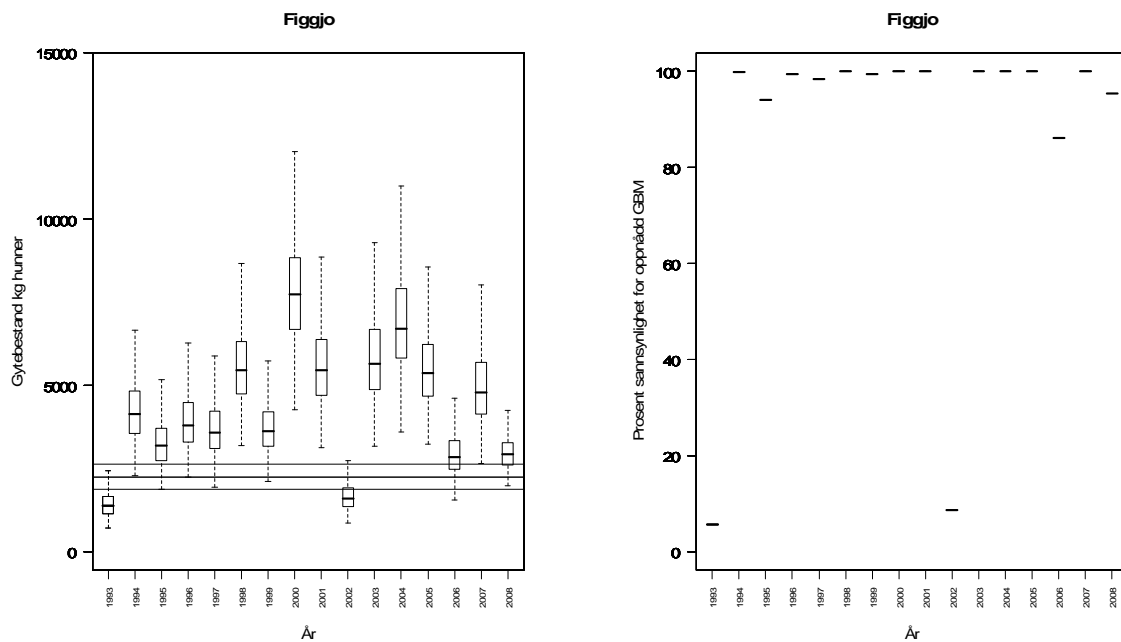 Figgjo
15000
10000
5000
0
Gytebestand kg hunner
1993 1994 1995 1996 1997 1998 1999 2000 2001 2002 2003 2004 2005 2006 2007 2008
År
Figgjo
100
80
60
40
20
0
Prosent sannsynlighet for oppnådd GBM
1993 1994 1995 1996 1997 1998 1999 2000 2001 2002 2003 2004 2005 2006 2007 2008
År